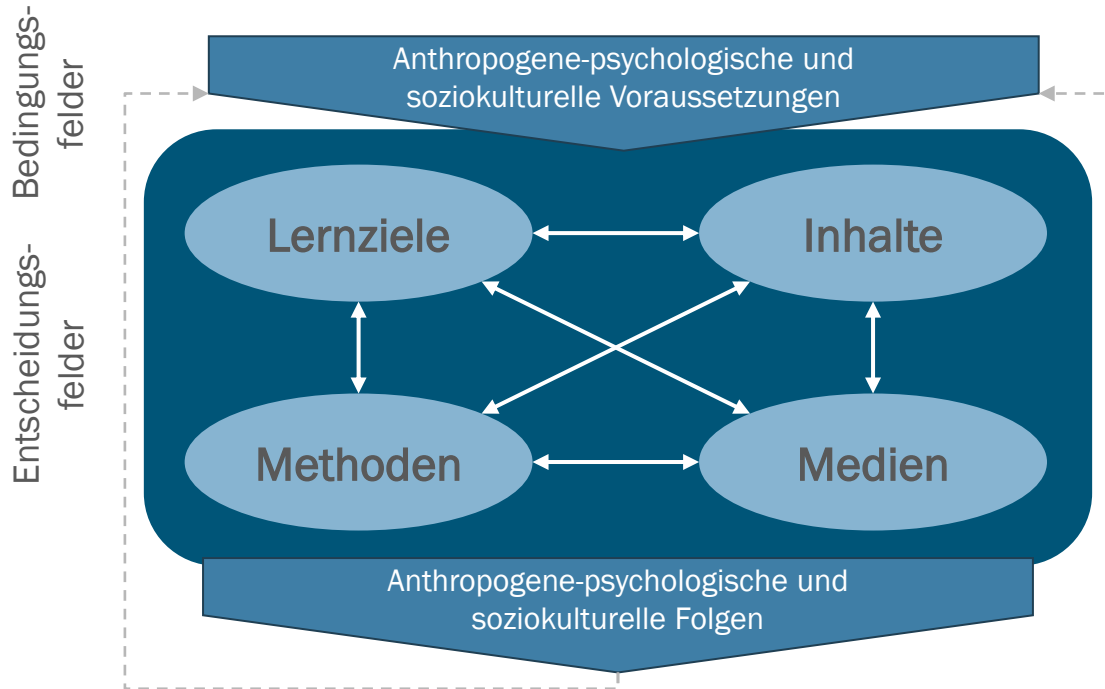 Bedingungs-
felder
Anthropogene-psychologische und
soziokulturelle Voraussetzungen
Entscheidungs-
felder
Lernziele
Inhalte
Methoden
Medien
Anthropogene-psychologische und
soziokulturelle Folgen